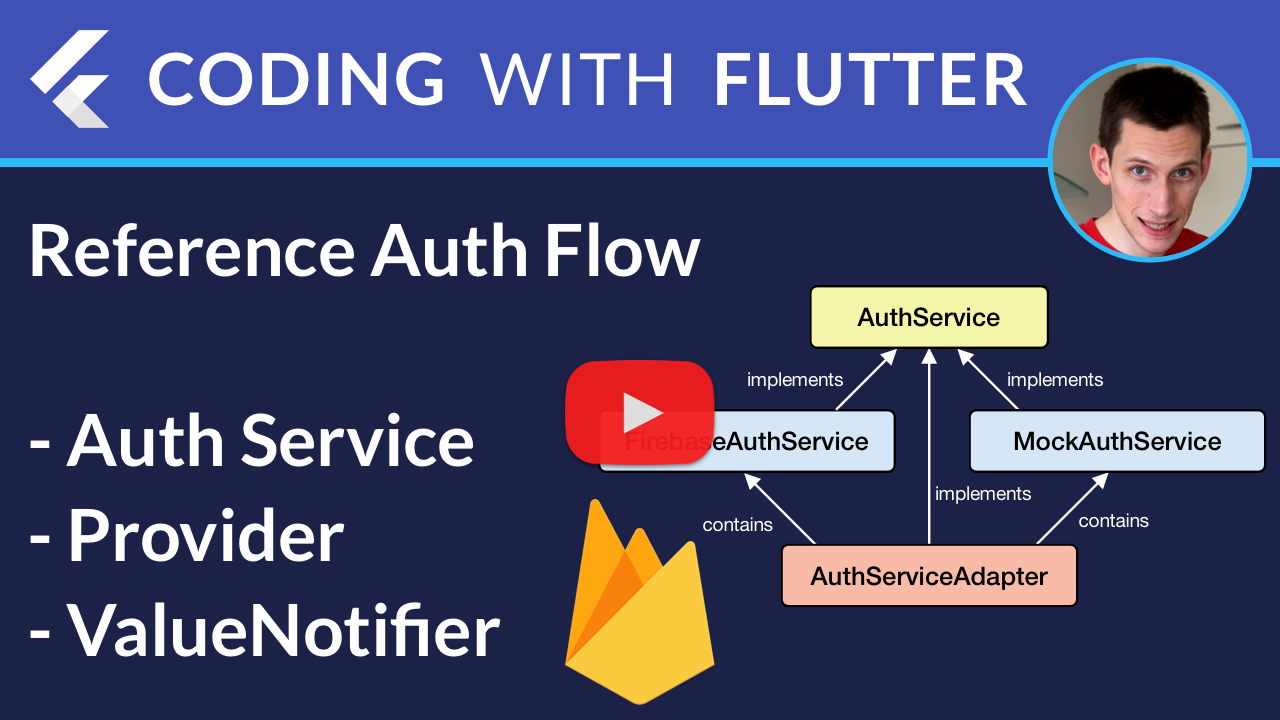 CODING WITH FLUTTER
Reference Auth Flow
AuthService
implements
implements
- Auth Service
FirebaseAuthService
MockAuthService
implements
contains
contains
- Provider
AuthServiceAdapter
- ValueNotifier